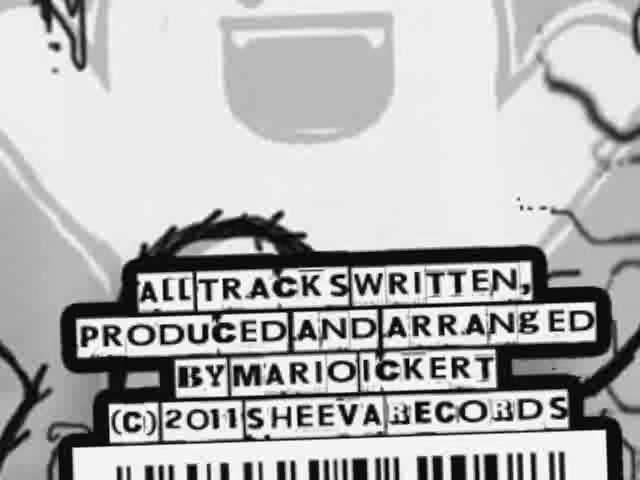 ALL TRACKS WRITTEN,
PRODUCED AND ARRANGED
BY MARIO ICKERT
(C) 2011 SHEEVA RECORDS